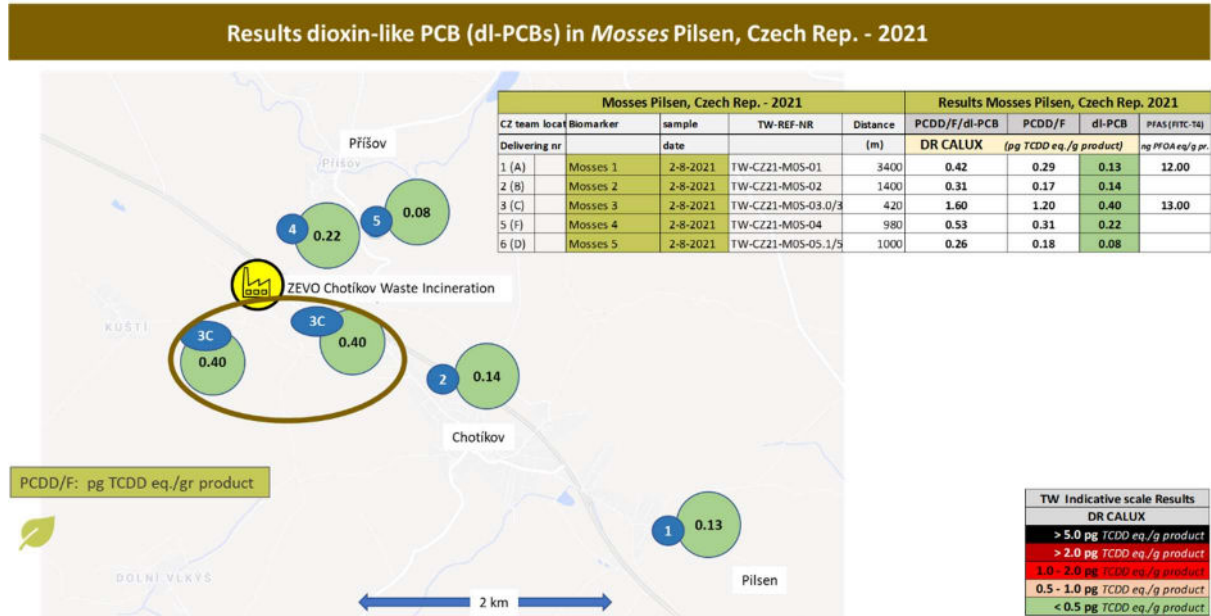 Results dioxin-like PCB (dl-PCBs) in Mosses Pilsen, Czech Rep. - 2021
Mosses Pilsen, Czech Rep. - 2021 Results Mosses Pilsen, Czech Rep. 2021
CZ team locat Biomarker sample TW-REF-NR Distance PCDD/F/dl-PCB PCDD/F dl-PCB PFAS (FITC-T4)
Delivering nr date (m) DR CALUX (pg TCDD eq./g product) ng PFOA eq/g pr.
1 (A) Mosses 1 2-8-2021 TW-CZ21-M0S-01 3400 0.42 0.29 0.13 12.00
2 (B) Mosses 2 2-8-2021 TW-CZ21-M0S-02 1400 0.31 0.17 0.14
3 (C) Mosses 3 2-8-2021 TW-CZ21-M0S-03.0/3 420 1.60 1.20 0.40 13.00
5 (F) Mosses 4 2-8-2021 TW-CZ21-M0S-04 980 0.53 0.31 0.22
6 (D) Mosses 5 2-8-2021 TW-CZ21-M0S-05.1/5 1000 0.26 0.18 0.08
Příšov
Příšov
5 0.08
4 0.22
ZEVO Chotíkov Waste Incineration
KUŠTÍ
3C
0.40
3C
0.40
2 0.14
Chotíkov
PCDD/F: pg TCDD eq./gr product
1 0.13
Pilsen
DOLNÍ VLKÝŠ
2 km
TW Indicative scale Results
DR CALUX
> 5.0 pg TCDD eq./g product
> 2.0 pg TCDD eq./g product
1.0 - 2.0 pg TCDD eq./g product
0.5 - 1.0 pg TCDD eq./g product
< 0.5 pg TCDD eq./g product